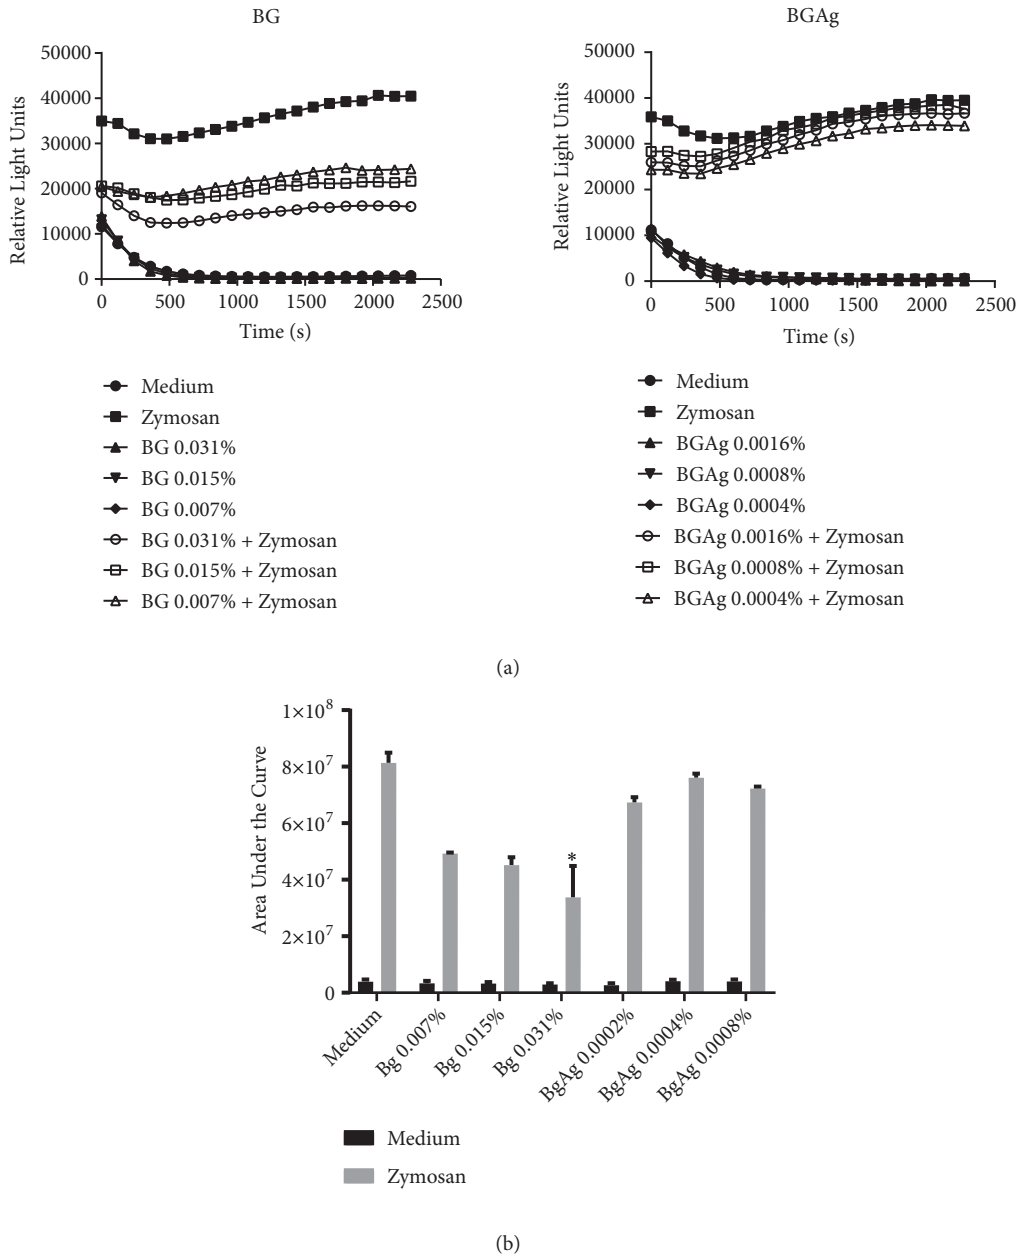 BG
Relative Light Units
50000
40000
30000
20000
10000
0
0 500 1000 1500 2000 2500
Time (s)
Medium
Zymosan
BG 0.031%
BG 0.015%
BG 0.007%
BG 0.031% + Zymosan
BG 0.015% + Zymosan
BG 0.007% + Zymosan
BGAg
Relative Light Units
50000
40000
30000
20000
10000
0
0 500 1000 1500 2000 2500
Time (s)
Medium
Zymosan
BGAg 0.0016%
BGAg 0.0008%
BGAg 0.0004%
BGAg 0.0016% + Zymosan
BGAg 0.0008% + Zymosan
BGAg 0.0004% + Zymosan
(a)
Area Under the Curve
1×10⁸
8×10⁷
6×10⁷
4×10⁷
2×10⁷
0
*
Medium
Bg 0.007%
Bg 0.015%
Bg 0.031%
BgAg 0.0002%
BgAg 0.0004%
BgAg 0.0008%
Medium
Zymosan
(b)